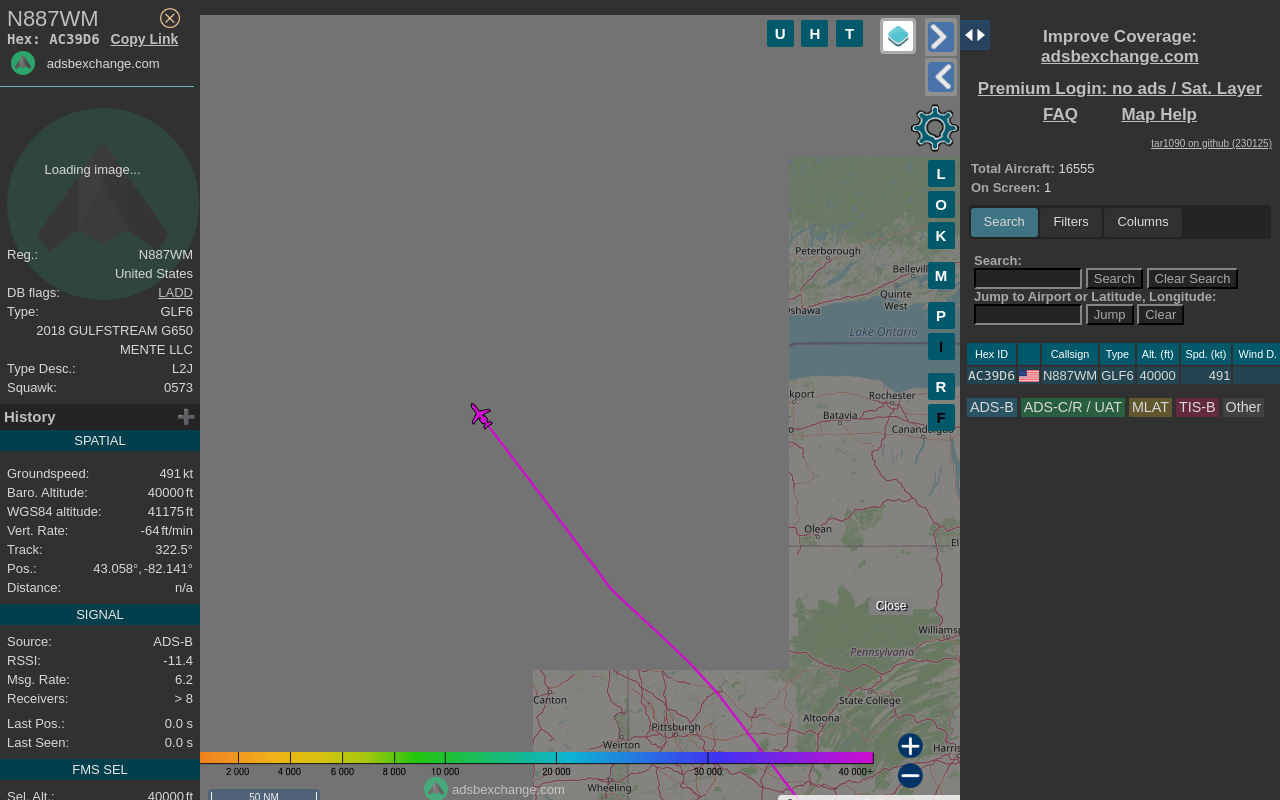 N887WM
Hex: AC39D6 Copy Link
adsbexchange.com
Loading image...
Reg.: N887WM
United States
DB flags: LADD
Type: GLF6
2018 GULFSTREAM G650
MENTE LLC
Type Desc.: L2J
Squawk: 0573
History
SPATIAL
Groundspeed: 491 kt
Baro. Altitude: 40000 ft
WGS84 altitude: 41175 ft
Vert. Rate: -64 ft/min
Track: 322.5°
Pos.: 43.058°, -82.141°
Distance: n/a
SIGNAL
Source: ADS-B
RSSI: -11.4
Msg. Rate: 6.2
Receivers: > 8
Last Pos.: 0.0 s
Last Seen: 0.0 s
FMS SEL
Sel. Alt.: 40000 ft
U H T
L
O
K
M
P
I
R
F
Peterborough
Bellevill
Quinte
West
shawa
Lake Ontario
kport
Rochester
Batavia
Canandaigu
Olean
El
Close
Williamsp
Pennsylvania
State College
Altoona
Canton
Pittsburgh
Weirton
Harris
Wheeling
2 000 4 000 6 000 8 000 10 000 20 000 30 000 40 000+
adsbexchange.com
50 NM
Improve Coverage:
adsbexchange.com
Premium Login: no ads / Sat. Layer
FAQ Map Help
tar1090 on github (230125)
Total Aircraft: 16555
On Screen: 1
Search Filters Columns
Search:
Search Clear Search
Jump to Airport or Latitude, Longitude:
Jump Clear
Hex ID Callsign Type Alt. (ft) Spd. (kt) Wind D.
AC39D6 N887WM GLF6 40000 491
ADS-B ADS-C/R / UAT MLAT TIS-B Other